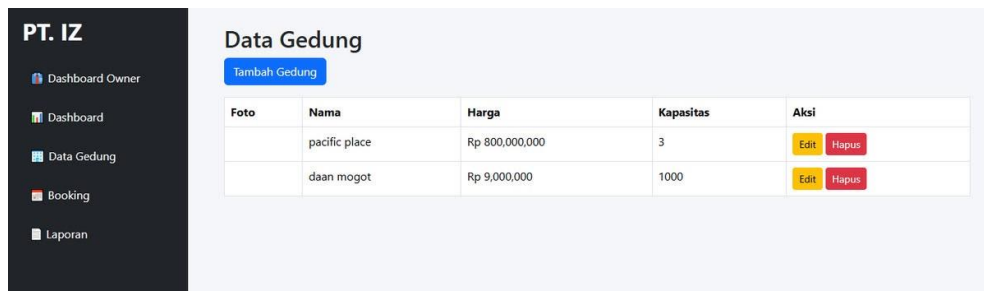 PT. IZ
Dashboard Owner
Dashboard
Data Gedung
Booking
Laporan
Data Gedung
Tambah Gedung
Foto Nama Harga Kapasitas Aksi
pacific place Rp 800,000,000 3 Edit Hapus
daan mogot Rp 9,000,000 1000 Edit Hapus